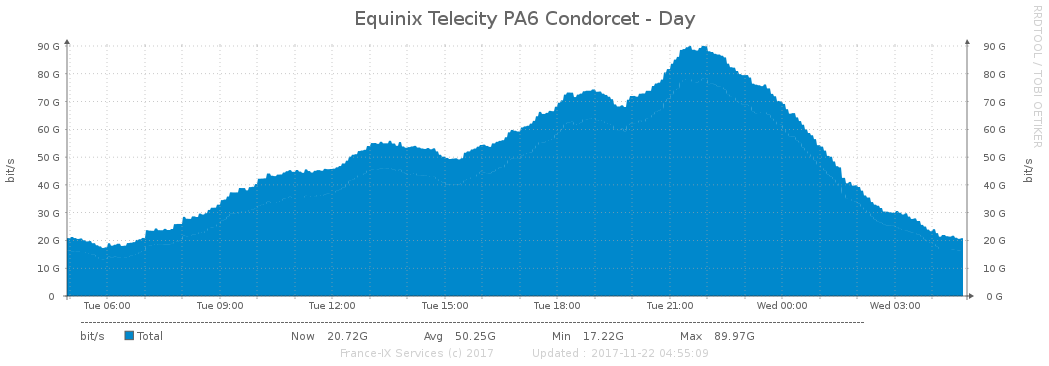 Equinix Telecity PA6 Condorcet - Day
RRDTOOL / TOBI OETIKER
90 G 90 G
80 G 80 G
70 G 70 G
60 G 60 G
50 G 50 G
40 G 40 G
30 G 30 G
20 G 20 G
10 G 10 G
0 0 G
bit/s
bit/s
Tue 06:00 Tue 09:00 Tue 12:00 Tue 15:00 Tue 18:00 Tue 21:00 Wed 00:00 Wed 03:00
bit/s Total Now 20.72G Avg 50.25G Min 17.22G Max 89.97G
France-IX Services (c) 2017 Updated : 2017-11-22 04:55:09